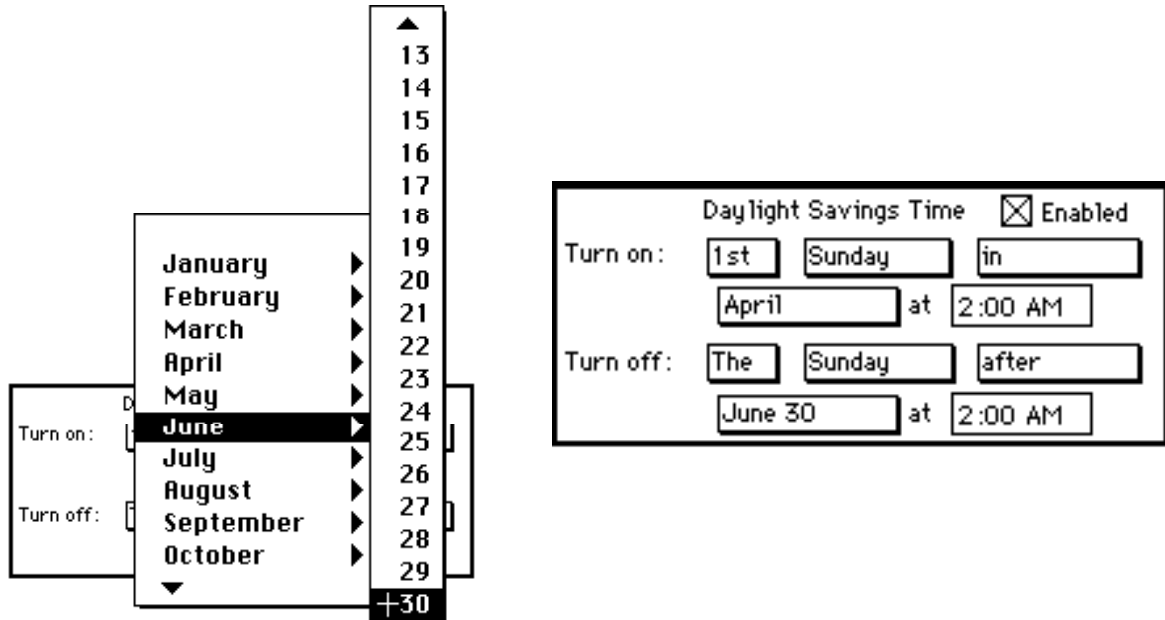 13
14
15
16
17
18
19
20
21
22
23
24
25
26
27
28
29
+30
January
February
March
April
May
June
July
August
September
October
D
Turn on:
Turn off:
Daylight Savings Time Enabled
Turn on: 1st Sunday in
April at 2:00 AM
Turn off: The Sunday after
June 30 at 2:00 AM